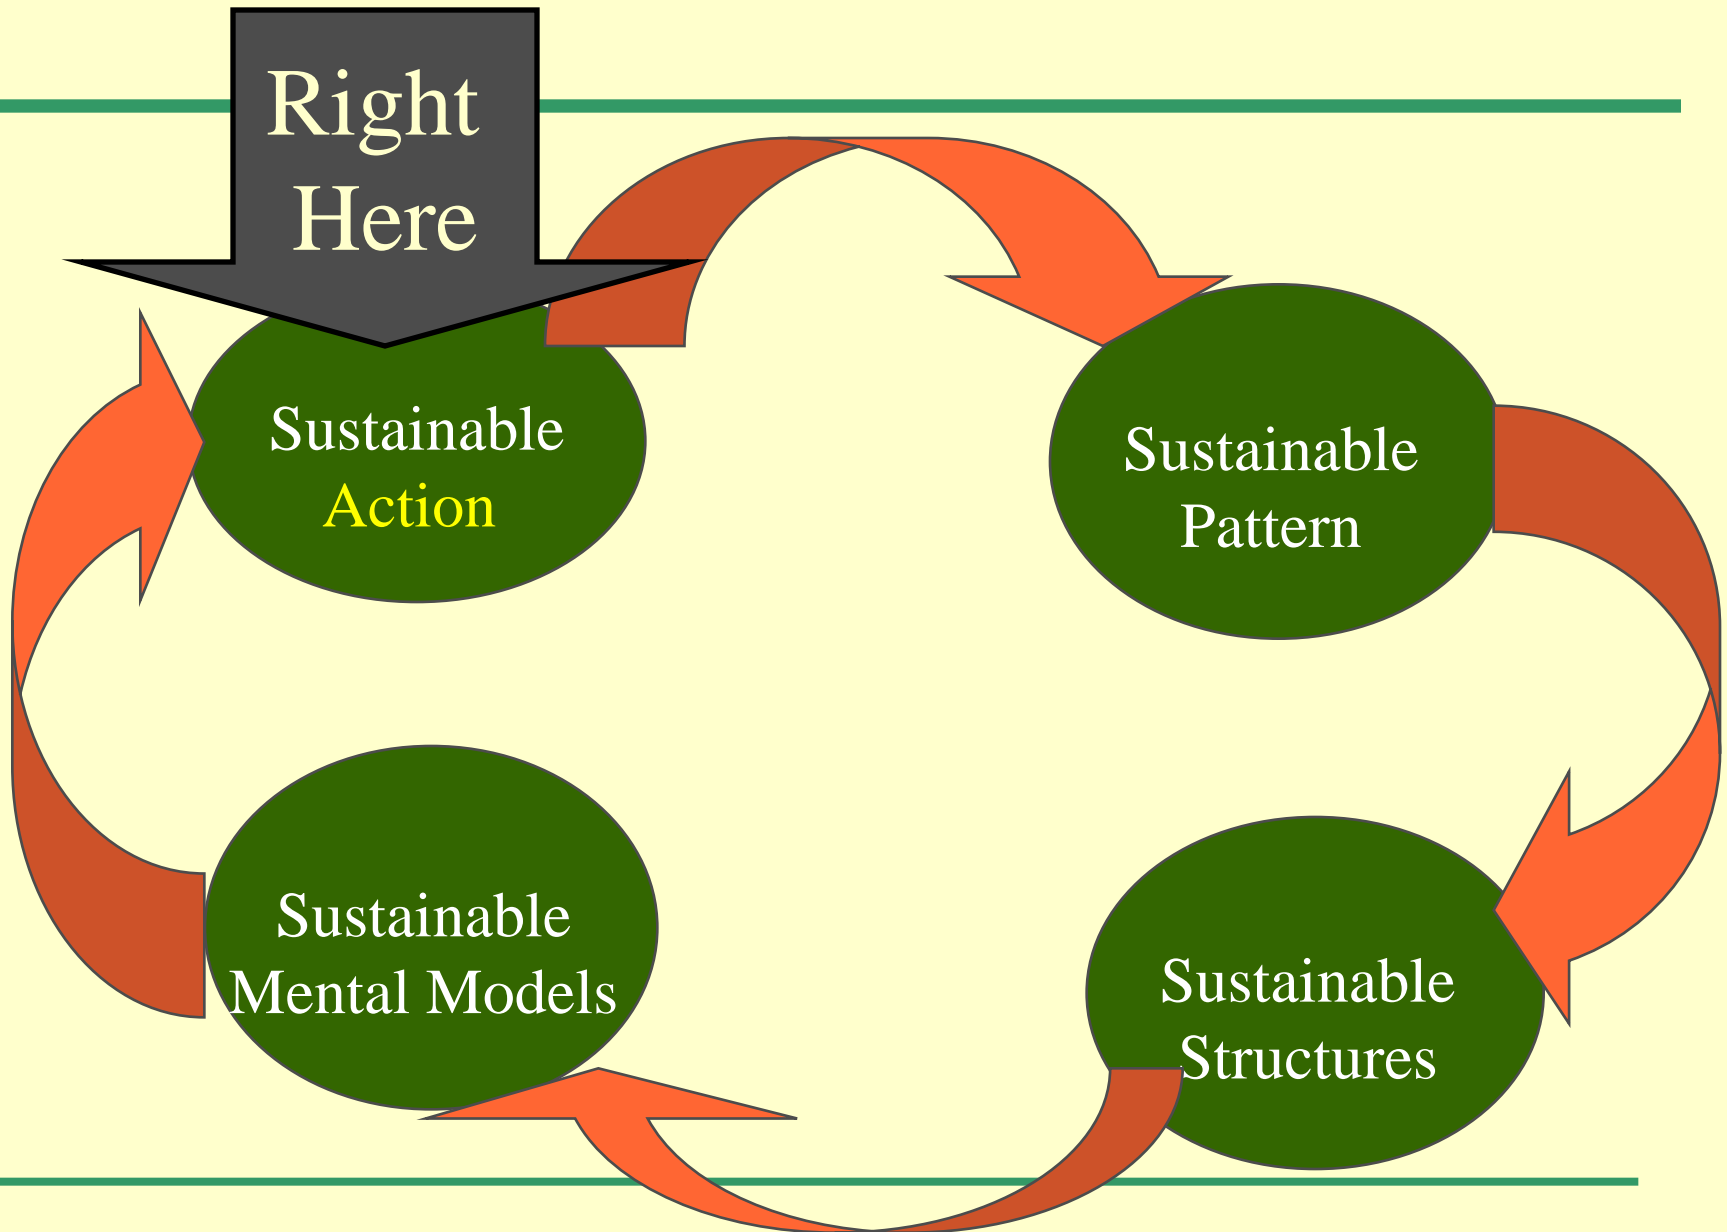 Right
Here
Sustainable
Action
Sustainable
Pattern
Sustainable
Structures
Sustainable
Mental Models